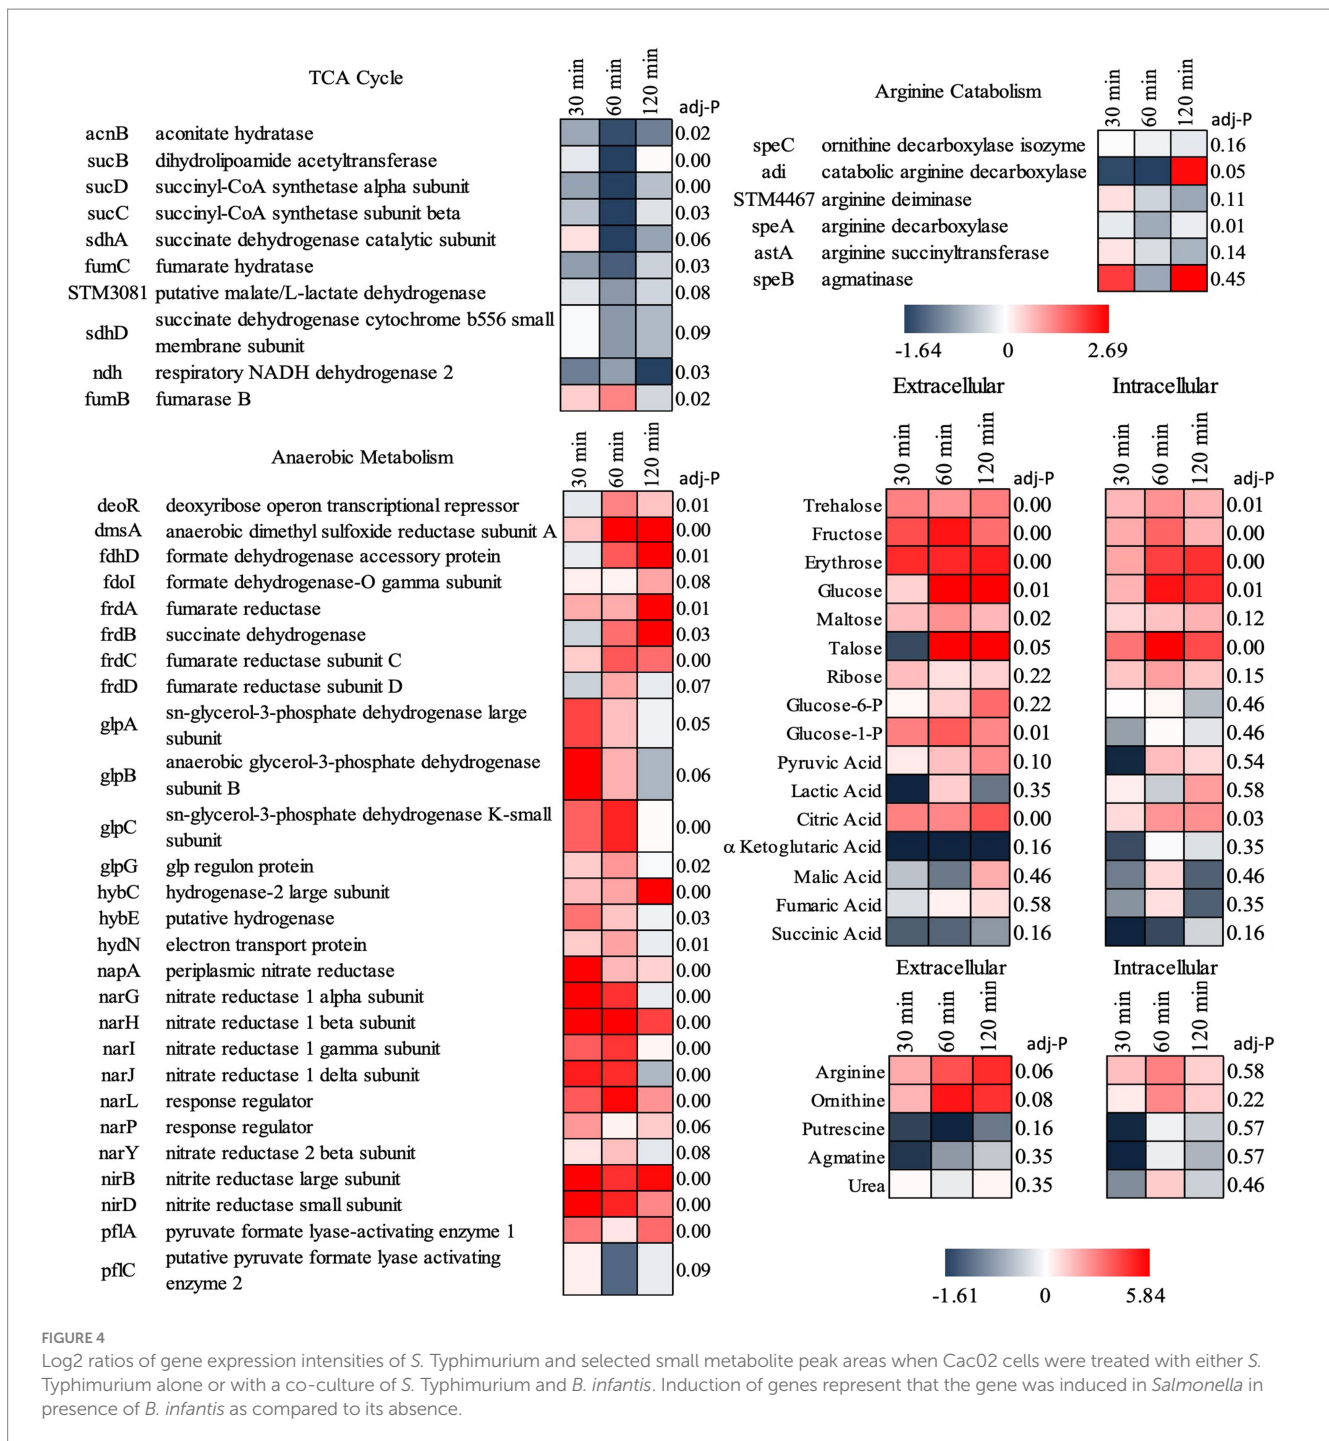 TCA Cycle
30 min 60 min 120 min adj-P
acnB aconitate hydratase 0.02
sucB dihydrolipoamide acetyltransferase 0.00
sucD succinyl-CoA synthetase alpha subunit 0.00
sucC succinyl-CoA synthetase subunit beta 0.03
sdhA succinate dehydrogenase catalytic subunit 0.06
fumC fumarate hydratase 0.03
STM3081 putative malate/L-lactate dehydrogenase 0.08
sdhD succinate dehydrogenase cytochrome b556 small
membrane subunit 0.09
ndh respiratory NADH dehydrogenase 2 0.03
fumB fumarase B 0.02
Anaerobic Metabolism
30 min 60 min 120 min adj-P
deoR deoxyribose operon transcriptional repressor 0.01
dmsA anaerobic dimethyl sulfoxide reductase subunit A 0.00
fdhD formate dehydrogenase accessory protein 0.01
fdoI formate dehydrogenase-O gamma subunit 0.08
frdA fumarate reductase 0.01
frdB succinate dehydrogenase 0.03
frdC fumarate reductase subunit C 0.00
frdD fumarate reductase subunit D 0.07
glpA sn-glycerol-3-phosphate dehydrogenase large
subunit 0.05
glpB anaerobic glycerol-3-phosphate dehydrogenase
subunit B 0.06
glpC sn-glycerol-3-phosphate dehydrogenase K-small
subunit 0.00
glpG glp regulon protein 0.02
hybC hydrogenase-2 large subunit 0.00
hybE putative hydrogenase 0.03
hydN electron transport protein 0.01
napA periplasmic nitrate reductase 0.00
narG nitrate reductase 1 alpha subunit 0.00
narH nitrate reductase 1 beta subunit 0.00
narI nitrate reductase 1 gamma subunit 0.00
narJ nitrate reductase 1 delta subunit 0.00
narL response regulator 0.00
narP response regulator 0.06
narY nitrate reductase 2 beta subunit 0.08
nirB nitrite reductase large subunit 0.00
nirD nitrite reductase small subunit 0.00
pflA pyruvate formate lyase-activating enzyme 1 0.00
pflC putative pyruvate formate lyase activating
enzyme 2 0.09
Arginine Catabolism
30 min 60 min 120 min adj-P
speC ornithine decarboxylase isozyme 0.16
adi catabolic arginine decarboxylase 0.05
STM4467 arginine deiminase 0.11
speA arginine decarboxylase 0.01
astA arginine succinyltransferase 0.14
speB agmatinase 0.45
-1.64 0 2.69
Extracellular Intracellular
30 min 60 min 120 min adj-P 30 min 60 min 120 min adj-P
Trehalose 0.00 0.01
Fructose 0.00 0.00
Erythrose 0.00 0.00
Glucose 0.01 0.01
Maltose 0.02 0.12
Talose 0.05 0.00
Ribose 0.22 0.15
Glucose-6-P 0.22 0.46
Glucose-1-P 0.01 0.46
Pyruvic Acid 0.10 0.54
Lactic Acid 0.35 0.58
Citric Acid 0.00 0.03
α Ketoglutaric Acid 0.16 0.35
Malic Acid 0.46 0.46
Fumaric Acid 0.58 0.35
Succinic Acid 0.16 0.16
Extracellular Intracellular
30 min 60 min 120 min adj-P 30 min 60 min 120 min adj-P
Arginine 0.06 0.58
Ornithine 0.08 0.22
Putrescine 0.16 0.57
Agmatine 0.35 0.57
Urea 0.35 0.46
-1.61 0 5.84
FIGURE 4
Log2 ratios of gene expression intensities of S. Typhimurium and selected small metabolite peak areas when Cac02 cells were treated with either S.
Typhimurium alone or with a co-culture of S. Typhimurium and B. infantis. Induction of genes represent that the gene was induced in Salmonella in
presence of B. infantis as compared to its absence.